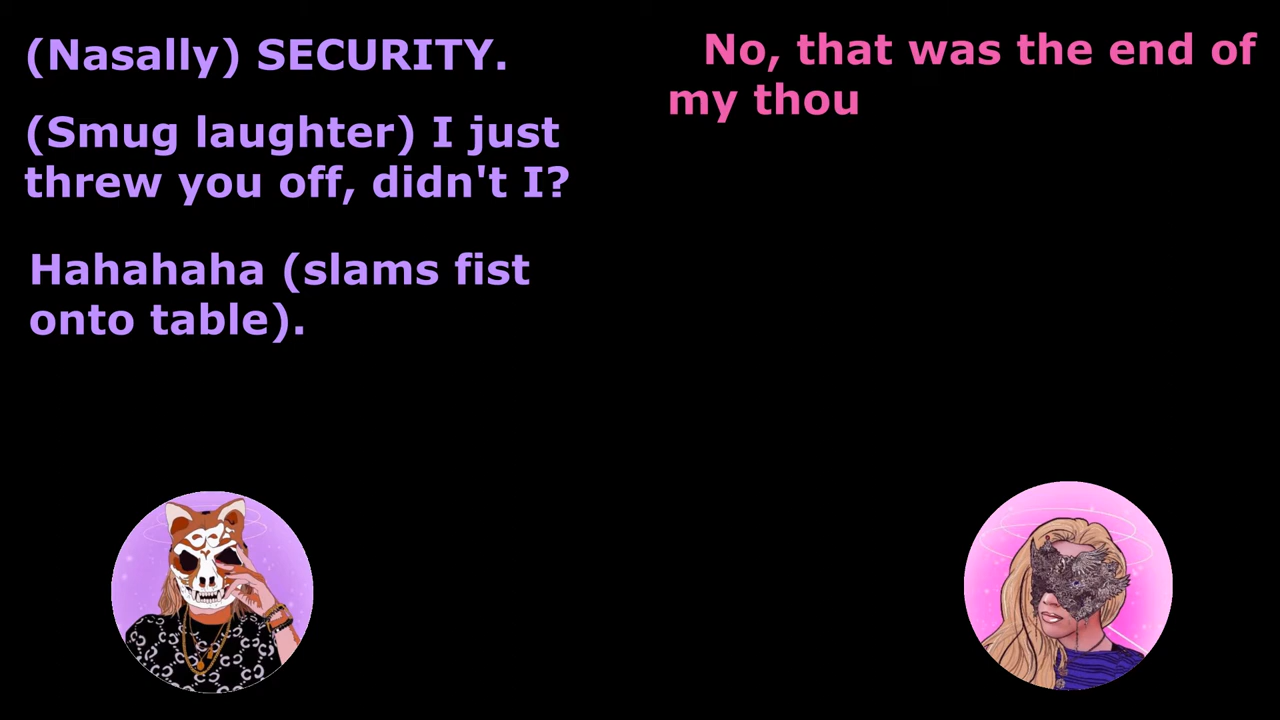 (Nasally) SECURITY.
(Smug laughter) I just
threw you off, didn't I?
Hahahaha (slams fist
onto table).
No, that was the end of
my thou